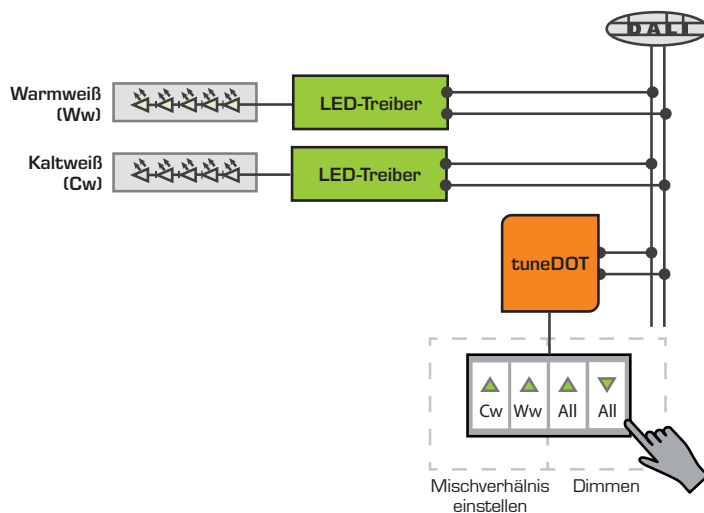 DALI
Warmweiß
(Ww)
LED-Treiber
Kaltweiß
(Cw)
LED-Treiber
tuneDOT
Cw Ww All All
Mischverhälnis
einstellen
Dimmen